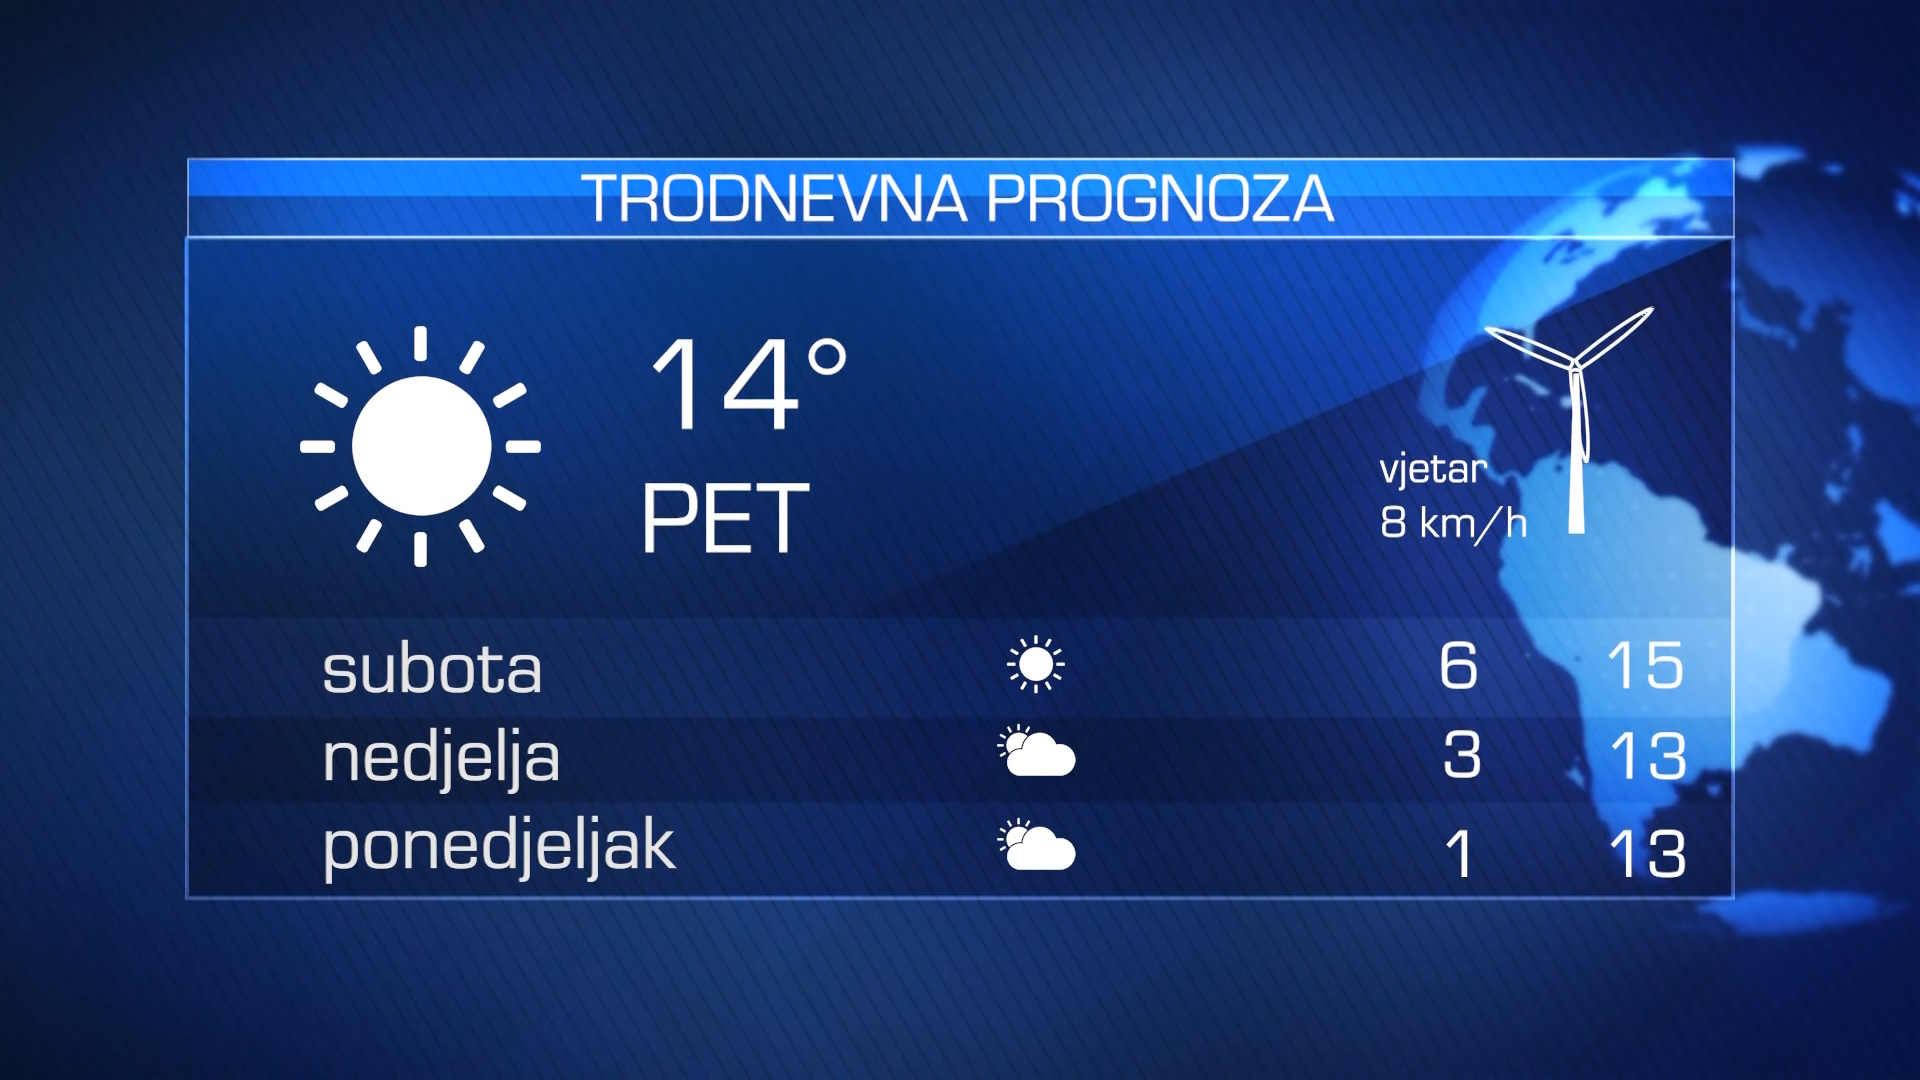 TRODNEVNA PROGNOZA
14°
PET
vjetar
8 km/h
subota 6 15
nedjelja 3 13
ponedjeljak 1 13